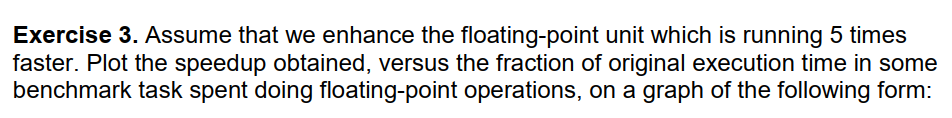 Exercise 3. Assume that we enhance the floating-point unit which is running 5 times
faster. Plot the speedup obtained, versus the fraction of original execution time in some
benchmark task spent doing floating-point operations, on a graph of the following form: